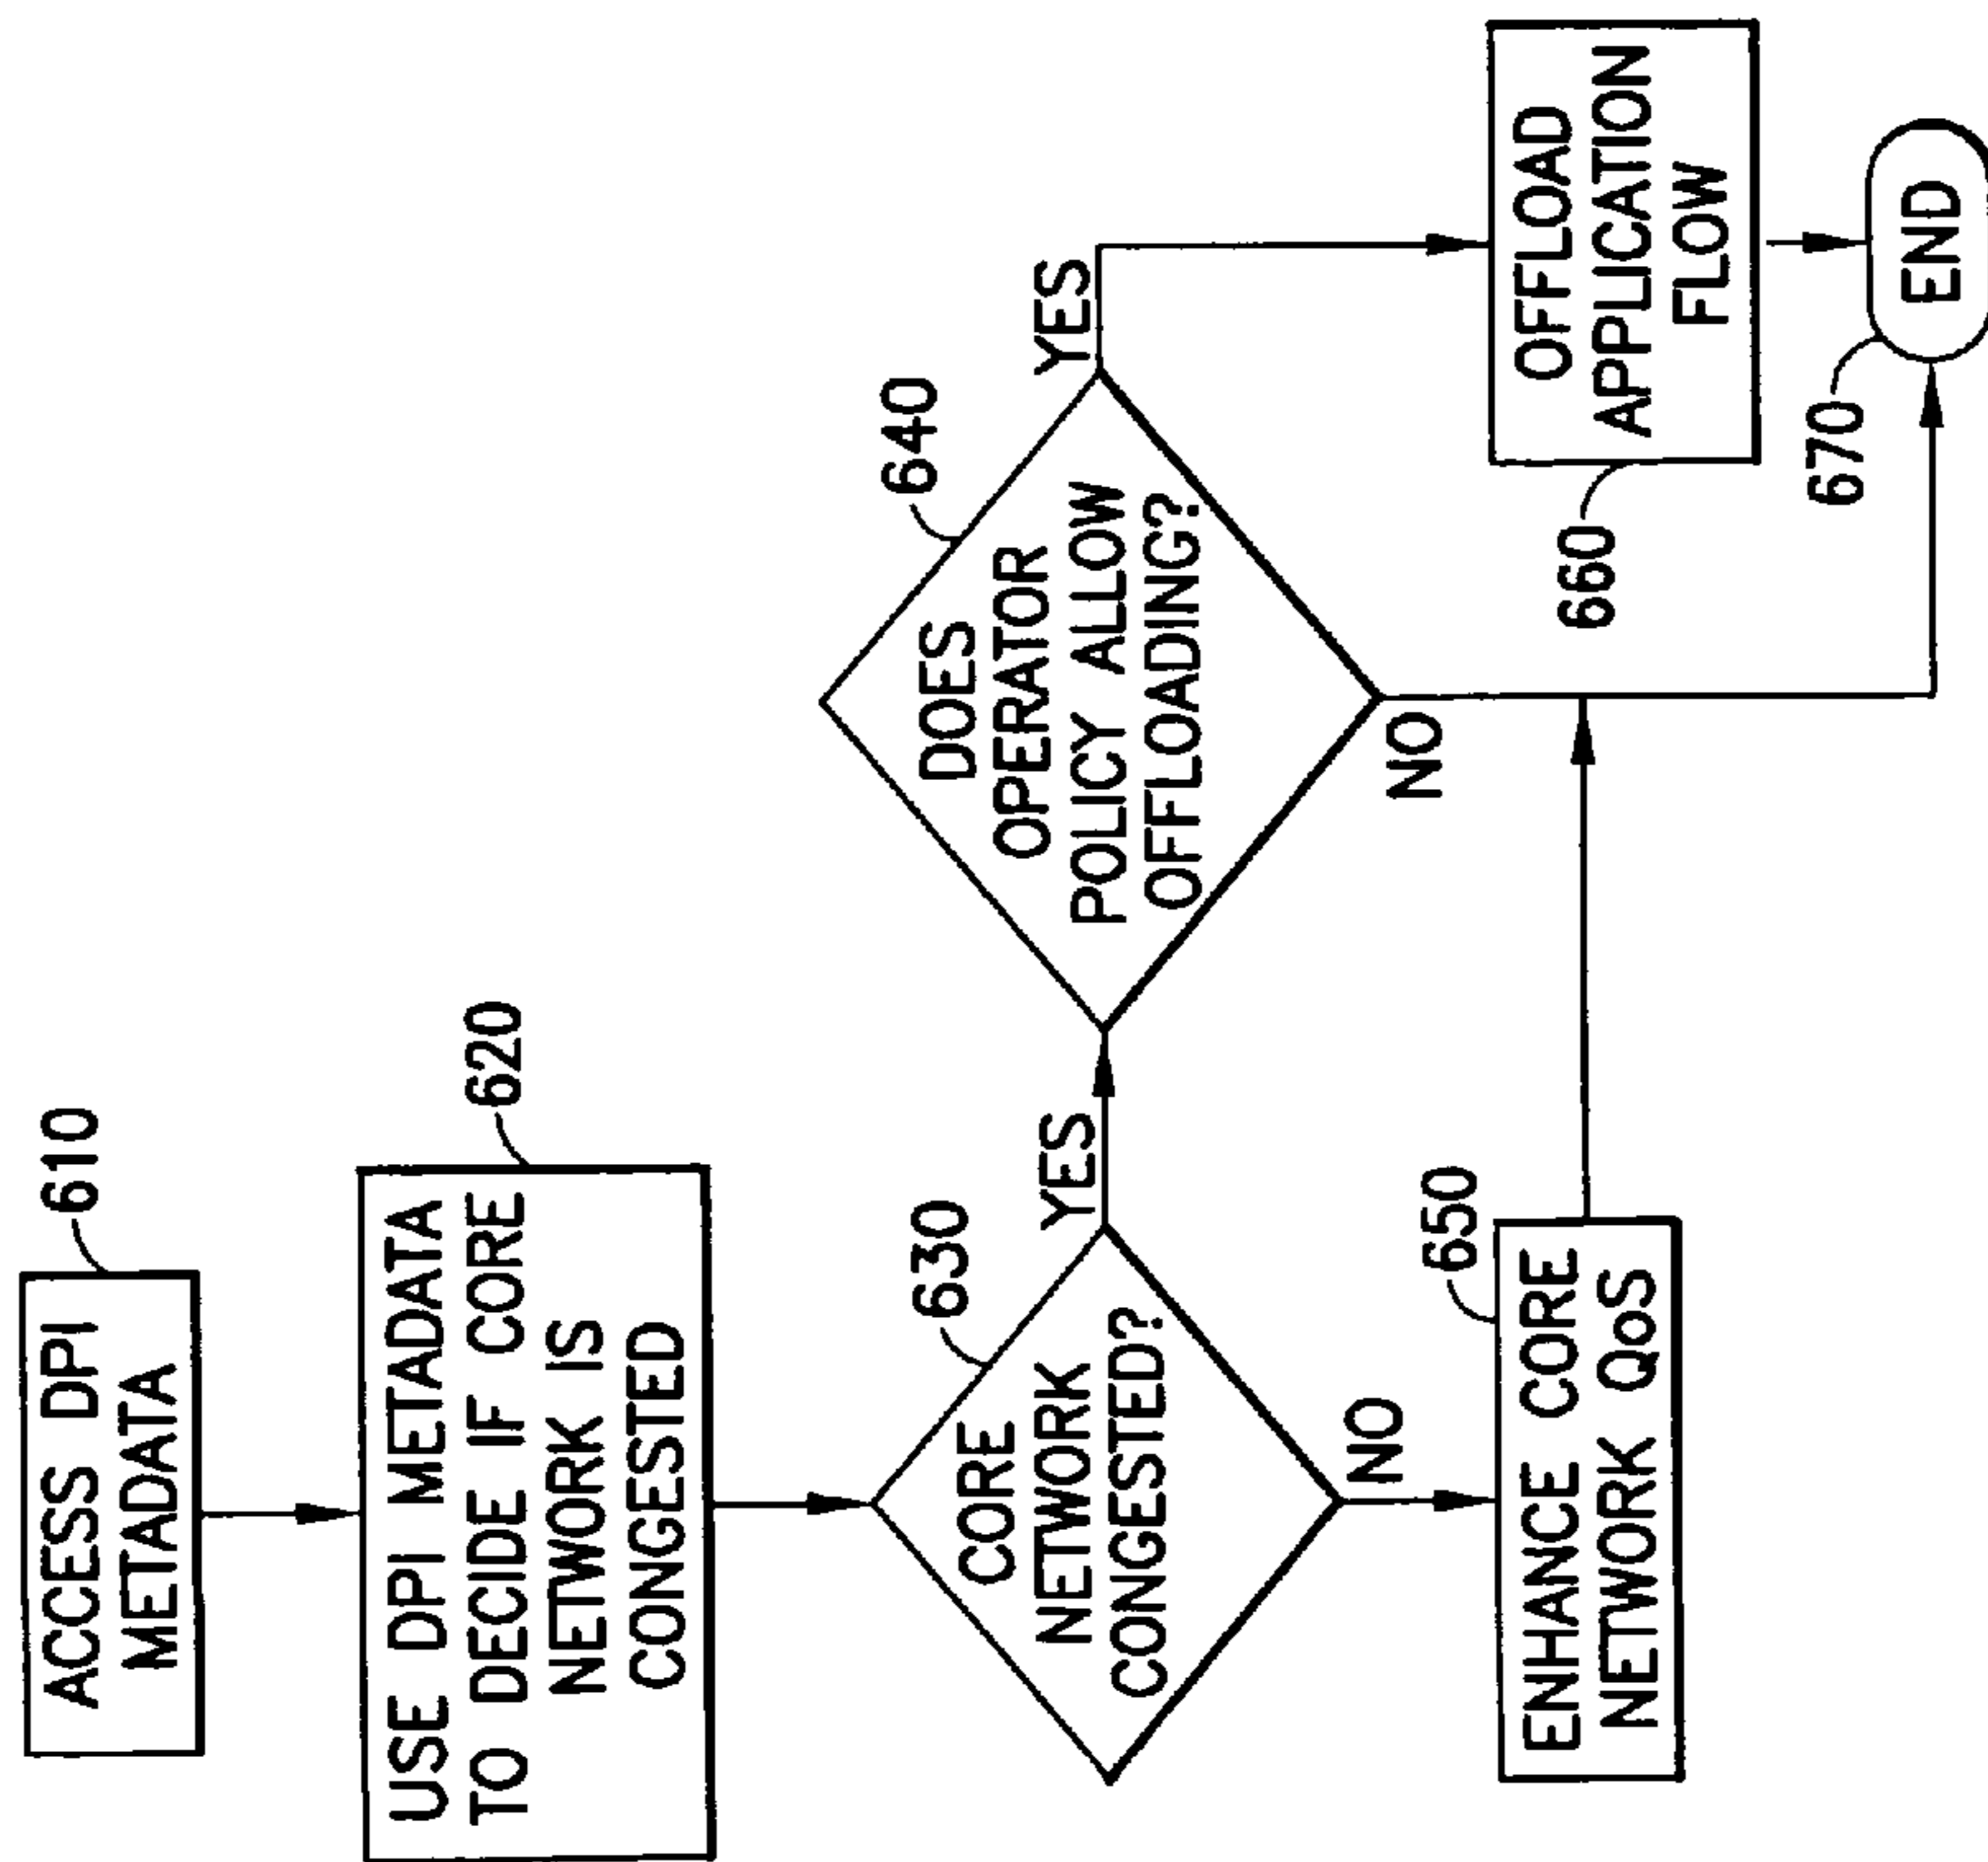 610
ACCESS DPI
METADATA
620
USE DPI METADATA
TO DECIDE IF CORE
NETWORK IS
CONGESTED
630
CORE
NETWORK
CONGESTED?
YES
NO
640
DOES
OPERATOR
POLICY ALLOW
OFFLOADING?
YES
NO
650
ENHANCE CORE
NETWORK QoS
660
OFFLOAD
APPLICATION
FLOW
670
END